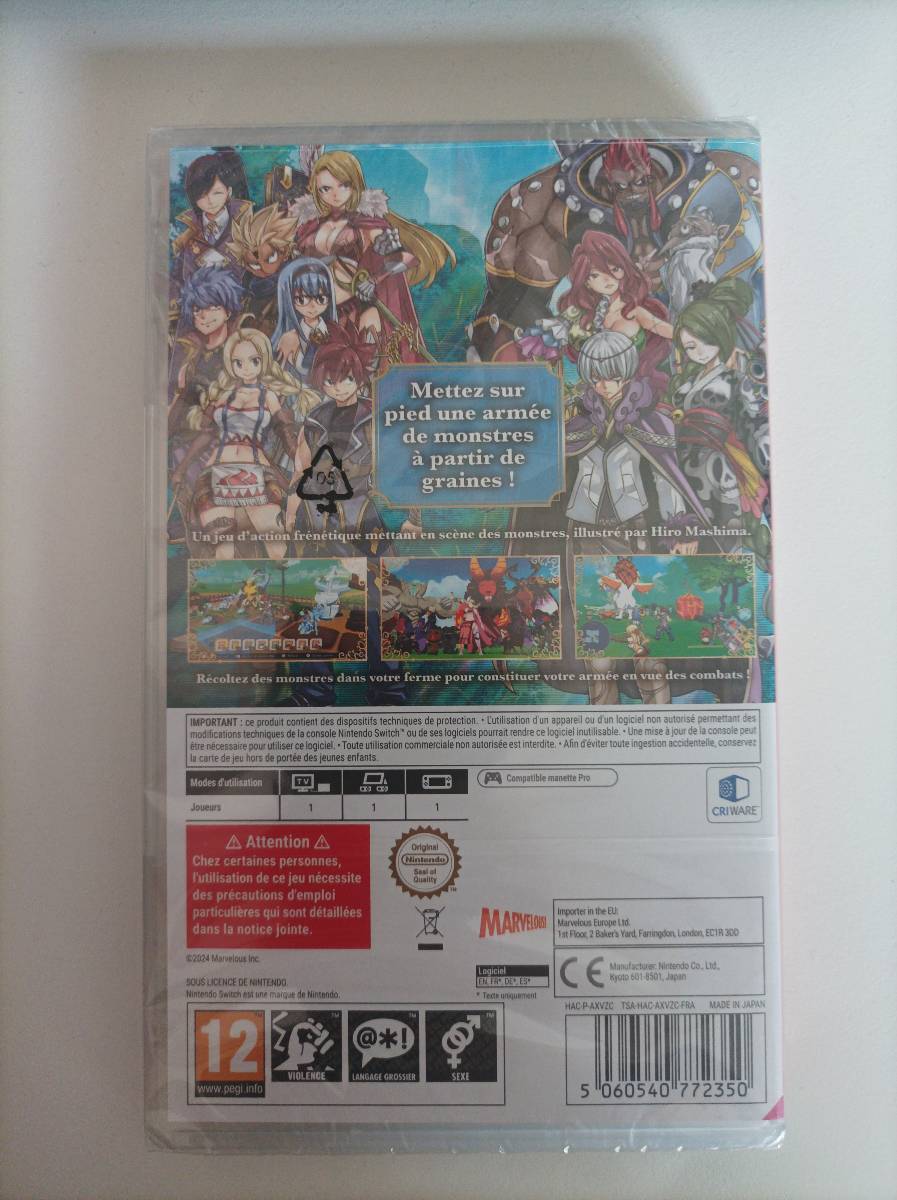 Mettez sur
pied une armée
de monstres
à partir de
graines !
05
Un jeu d'action frénétique mettant en scène des monstres, illustré par Hiro Mashima.
Récoltez des monstres dans votre ferme pour constituer votre armée en vue des combats !
IMPORTANT : ce produit contient des dispositifs techniques de protection. • L'utilisation d'un appareil ou d'un logiciel non autorisé permettant des
modifications techniques de la console Nintendo Switch™ ou de ses logiciels pourrait rendre ce logiciel inutilisable. • Une mise à jour de la console peut
être nécessaire pour utiliser ce logiciel. • Toute utilisation commerciale non autorisée est interdite. • Afin d'éviter toute ingestion accidentelle, conservez
la carte de jeu hors de portée des jeunes enfants.
Modes d'utilisation
TV
Compatible manette Pro
Joueurs
1 1 1
CRIWARE™
Attention
Chez certaines personnes,
l'utilisation de ce jeu nécessite
des précautions d'emploi
particulières qui sont détaillées
dans la notice jointe.
Original
Nintendo
Seal of
Quality
™
©2024 Marvelous Inc.
SOUS LICENCE DE NINTENDO.
Nintendo Switch est une marque de Nintendo.
MARVELOUS!
Importer in the EU:
Marvelous Europe Ltd.
1st Floor, 2 Baker's Yard, Farringdon, London, EC1R 3DD
CE
Manufacturer: Nintendo Co., Ltd.,
Kyoto 601-8501, Japan
Logiciel
EN, FR*, DE*, ES*
* Texte uniquement
HAC-P-AXVZC TSA-HAC-AXVZC-FRA MADE IN JAPAN
12
www.pegi.info
VIOLENCE
@*!
LANGAGE GROSSIER
SEXE
5 060540 772350